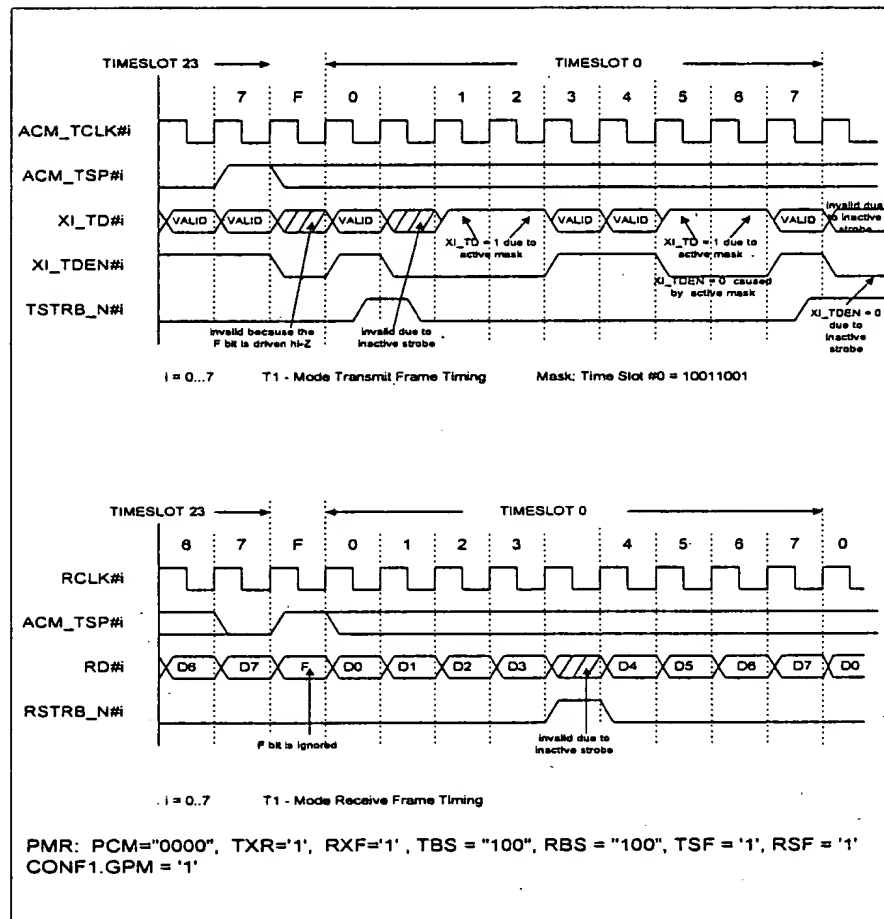 TIMESLOT 23 TIMESLOT 0
7 F 0 1 2 3 4 5 6 7
ACM_TCLK#i
ACM_TSP#i
XI_TD#i VALID VALID VALID VALID VALID VALID invalid due to inactive strobe
XI_TD = 1 due to active mask
XI_TD = 1 due to active mask
XI_TDEN#i
XI_TDEN = 0 caused by active mask
TSTRB_N#i
XI_TDEN = 0 due to inactive strobe
invalid because the F bit is driven hi-Z
invalid due to inactive strobe
i = 0...7 T1 - Mode Transmit Frame Timing Mask: Time Slot #0 = 10011001
TIMESLOT 23 TIMESLOT 0
6 7 F 0 1 2 3 4 5 6 7 0
RCLK#i
ACM_TSP#i
RD#i D6 D7 F D0 D1 D2 D3 D4 D5 D6 D7 D0
RSTRB_N#i
F bit is ignored
invalid due to inactive strobe
i = 0..7 T1 - Mode Receive Frame Timing
PMR: PCM="0000", TXR='1', RXF='1' , TBS = "100", RBS = "100", TSF = '1', RSF = '1'
CONF1.GPM = '1'